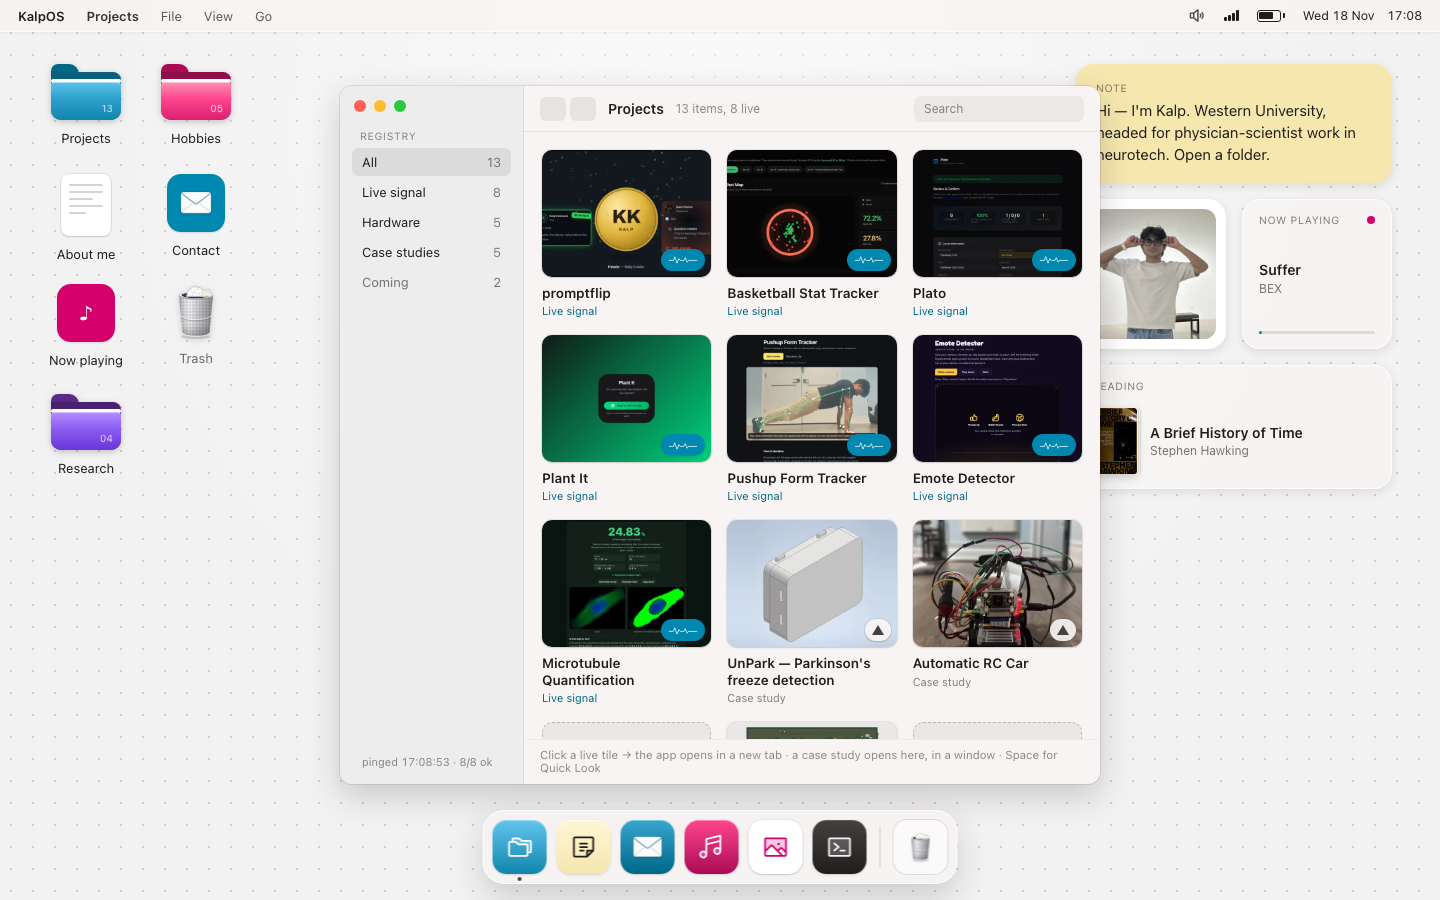 KalpOS Projects File View Go
Wed 18 Nov 17:08
13
Projects
05
Hobbies
About me
Contact
Now playing
Trash
04
Research
REGISTRY
All 13
Live signal 8
Hardware 5
Case studies 5
Coming 2
pinged 17:08:53 · 8/8 ok
Projects 13 items, 8 live
Search
KK
KALP
promptflip
Live signal
72.2%
27.8%
Basketball Stat Tracker
Live signal
Plato
Live signal
Plant It
Plant It
Live signal
Pushup Form Tracker
Pushup Form Tracker
Live signal
Emote Detector
Emote Detector
Live signal
24.83%
Microtubule
Quantification
Live signal
UnPark — Parkinson's
freeze detection
Case study
Automatic RC Car
Case study
Click a live tile → the app opens in a new tab · a case study opens here, in a window · Space for
Quick Look
NOTE
Hi — I'm Kalp. Western University,
headed for physician-scientist work in
neurotech. Open a folder.
NOW PLAYING
Suffer
BEX
EADING
A Brief History of Time
Stephen Hawking